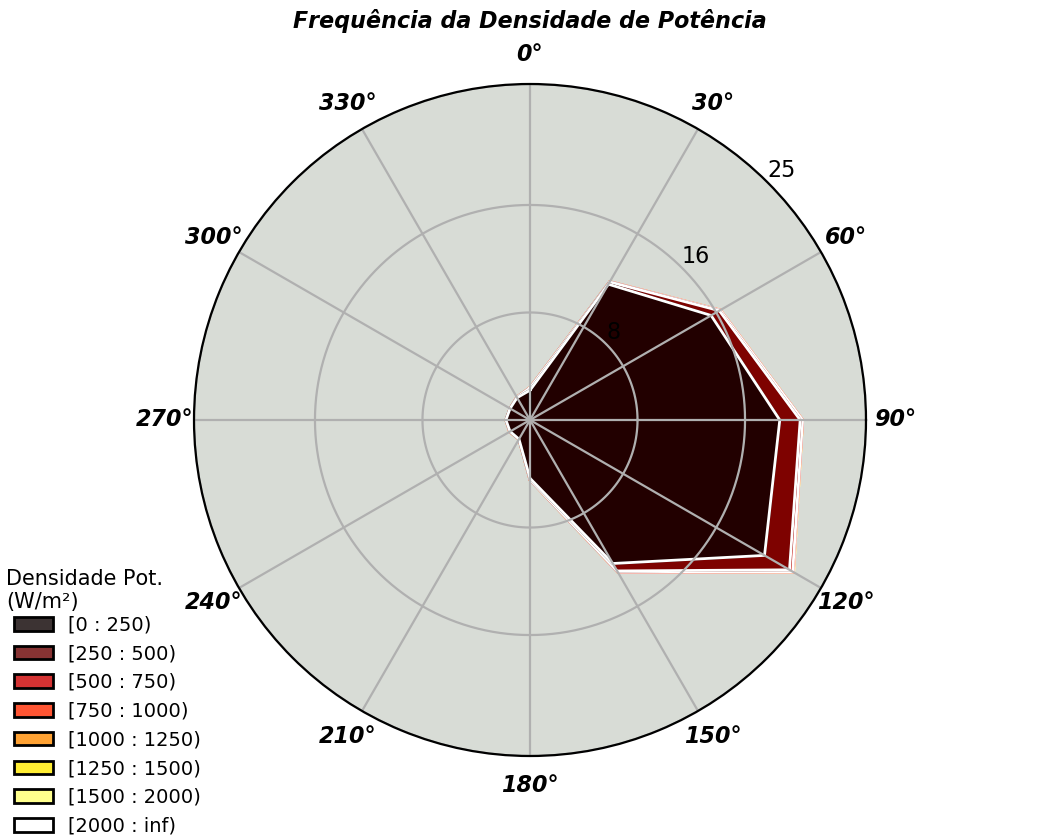 Frequência da Densidade de Potência
0°
330°
30°
25
300°
60°
16
8
270°
90°
240°
120°
210°
150°
180°
Densidade Pot.
(W/m²)
[0 : 250)
[250 : 500)
[500 : 750)
[750 : 1000)
[1000 : 1250)
[1250 : 1500)
[1500 : 2000)
[2000 : inf)